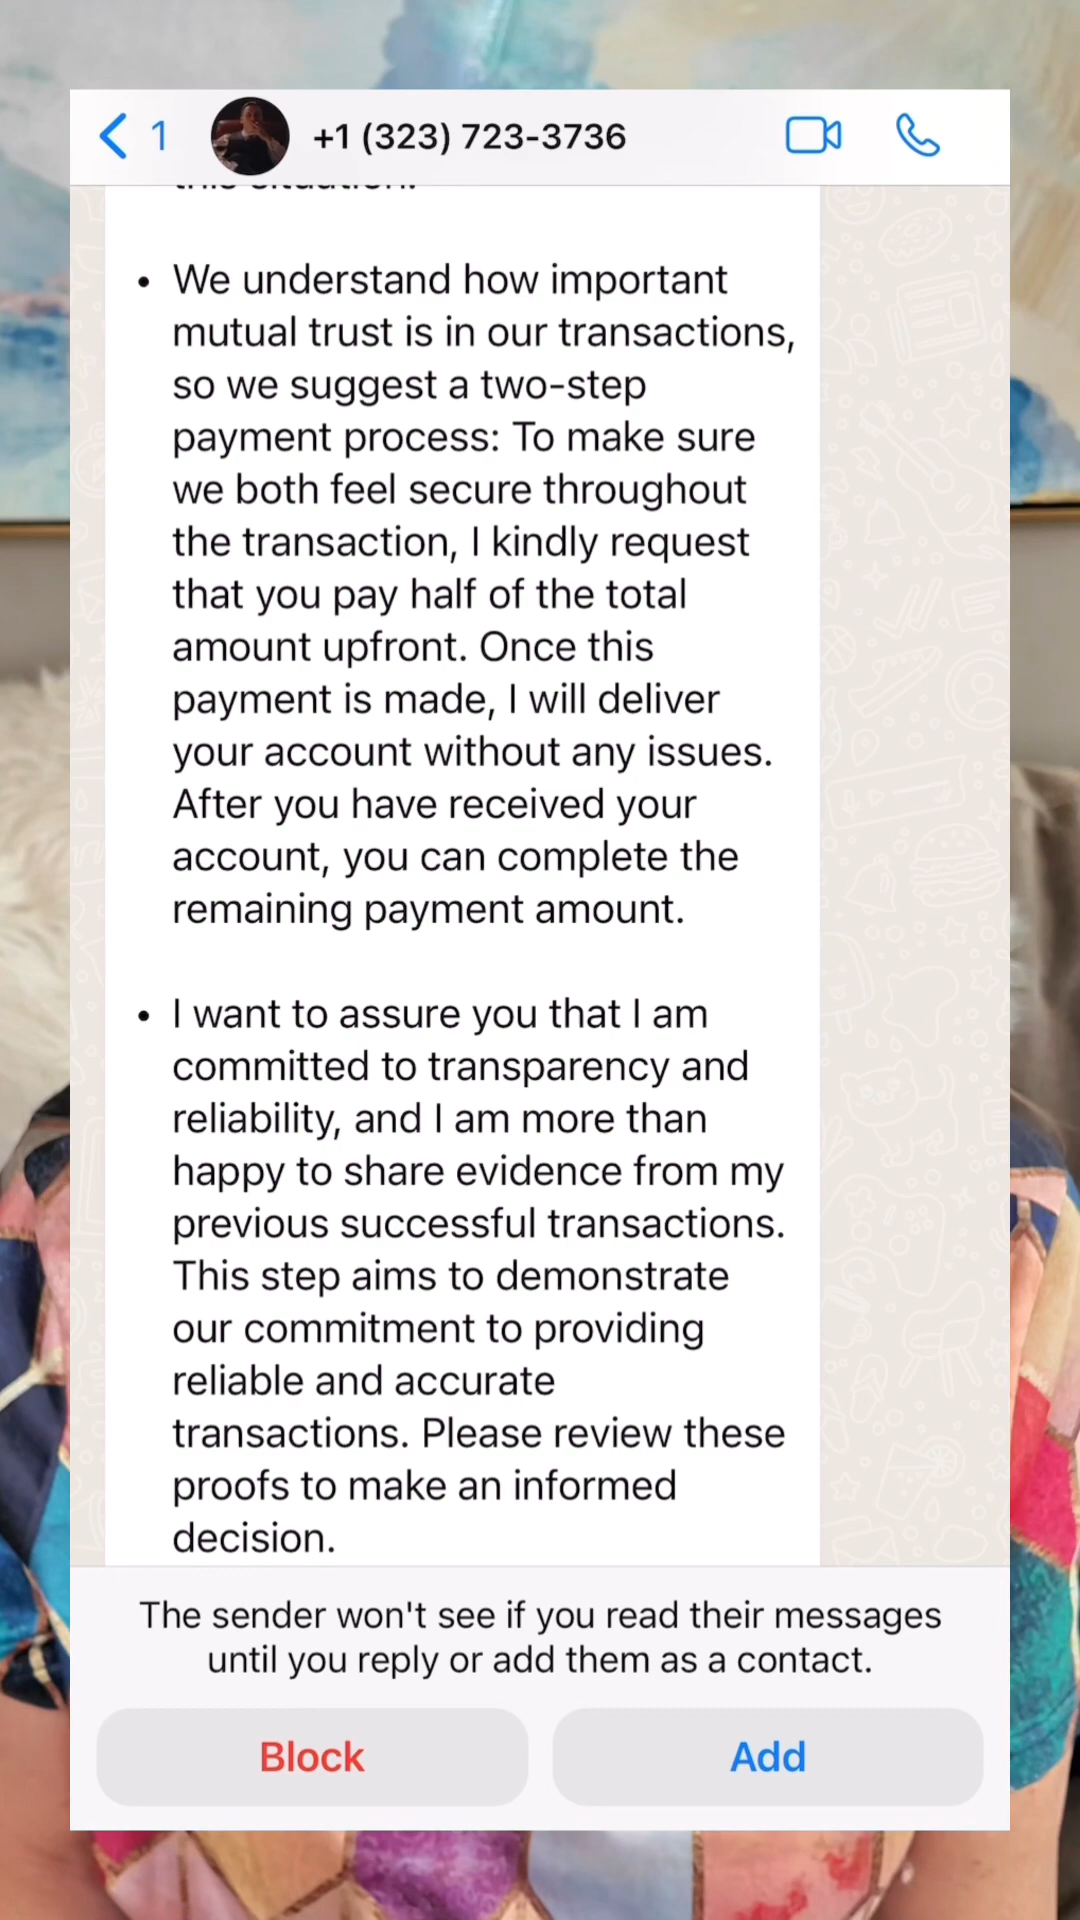 1
+1 (323) 723-3736
this situation.
• We understand how important
mutual trust is in our transactions,
so we suggest a two-step
payment process: To make sure
we both feel secure throughout
the transaction, I kindly request
that you pay half of the total
amount upfront. Once this
payment is made, I will deliver
your account without any issues.
After you have received your
account, you can complete the
remaining payment amount.
• I want to assure you that I am
committed to transparency and
reliability, and I am more than
happy to share evidence from my
previous successful transactions.
This step aims to demonstrate
our commitment to providing
reliable and accurate
transactions. Please review these
proofs to make an informed
decision.
The sender won't see if you read their messages
until you reply or add them as a contact.
Block
Add